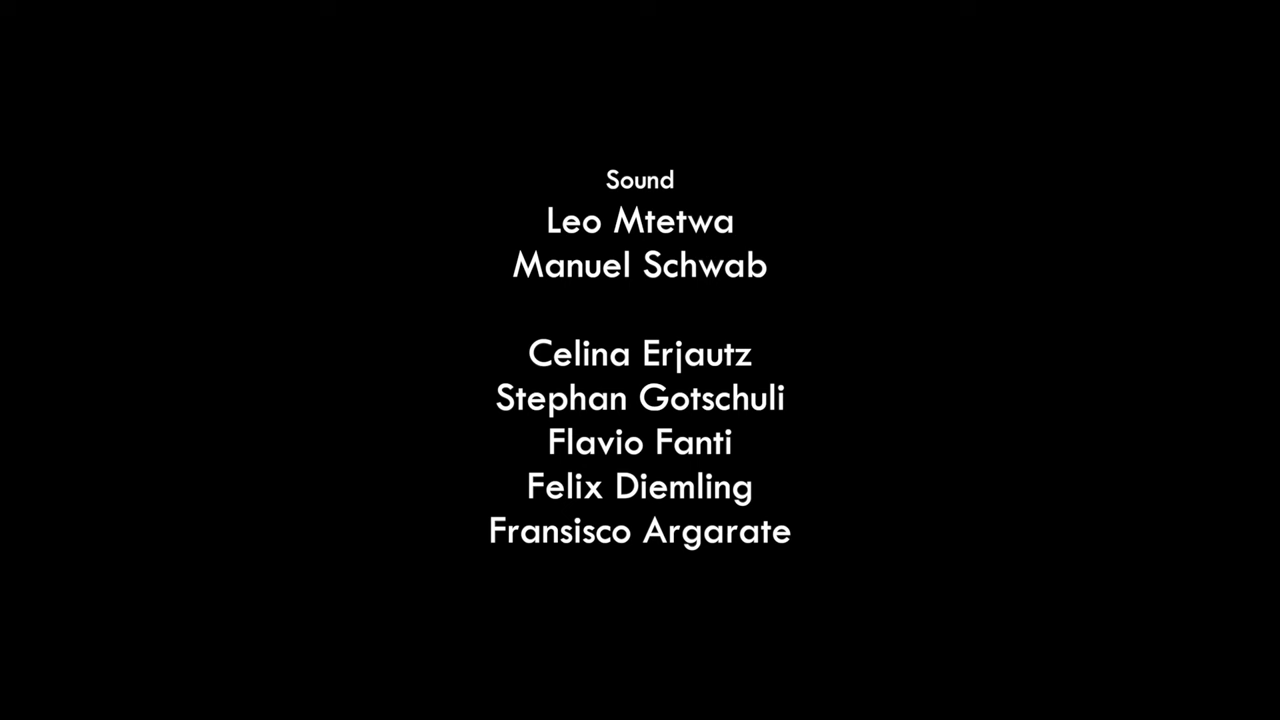 Sound
Leo Mtetwa
Manuel Schwab
Celina Erjautz
Stephan Gotschuli
Flavio Fanti
Felix Diemling
Fransisco Argarate